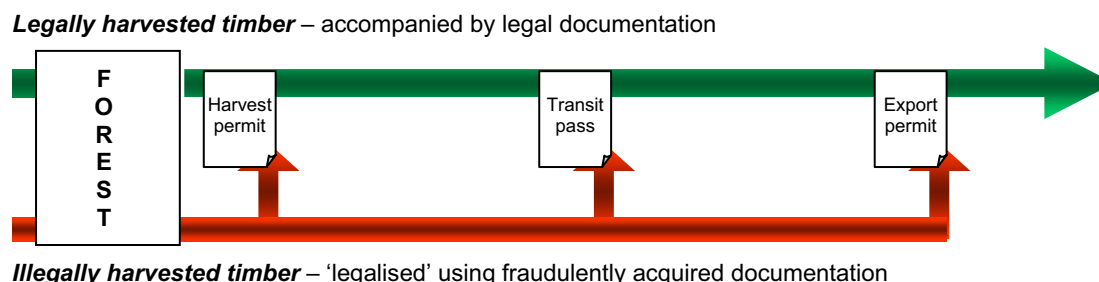 Legally harvested timber – accompanied by legal documentation
FOREST
Harvest
permit
Transit
pass
Export
permit
Illegally harvested timber – ‘legalised’ using fraudulently acquired documentation